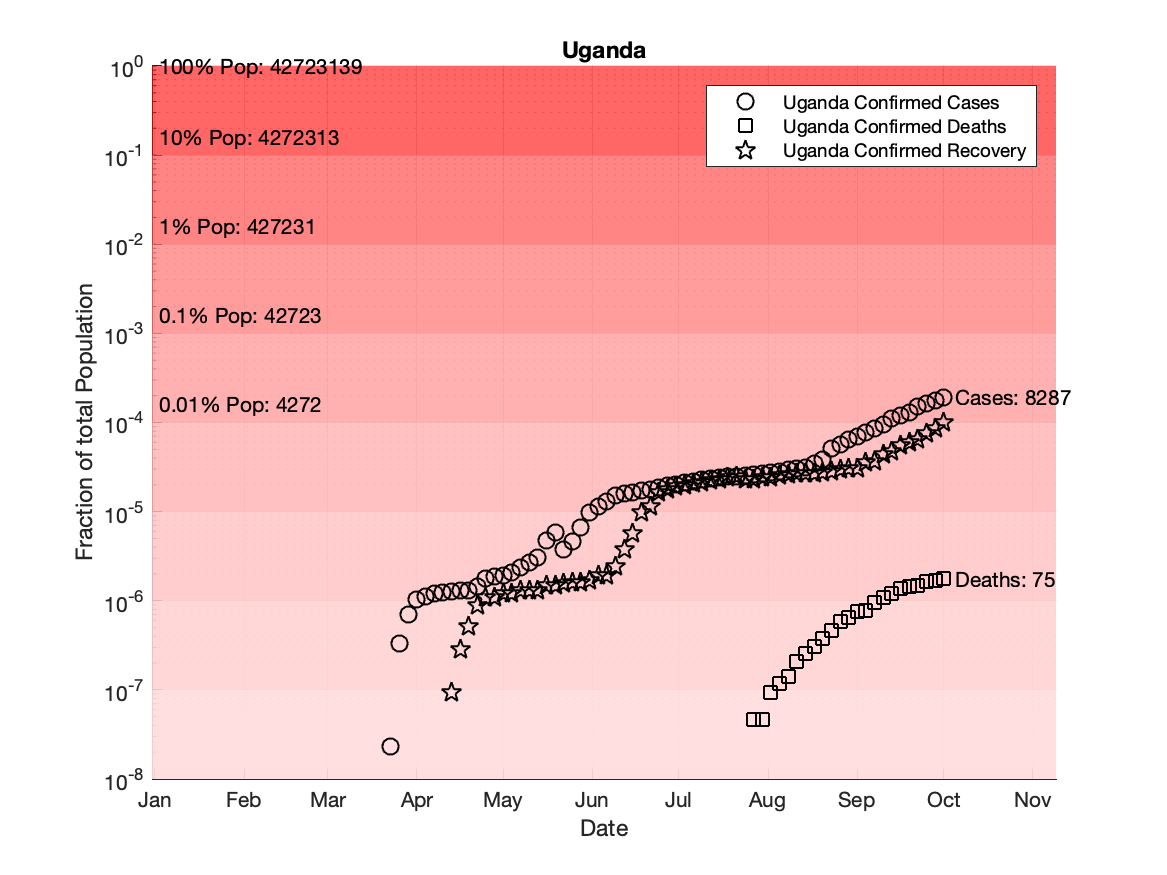 Uganda
10^0
100% Pop: 42723139
Uganda Confirmed Cases
Uganda Confirmed Deaths
Uganda Confirmed Recovery
10% Pop: 4272313
10^-1
1% Pop: 427231
10^-2
0.1% Pop: 42723
10^-3
0.01% Pop: 4272
Cases: 8287
10^-4
10^-5
Deaths: 75
10^-6
10^-7
10^-8
Fraction of total Population
Jan Feb Mar Apr May Jun Jul Aug Sep Oct Nov
Date